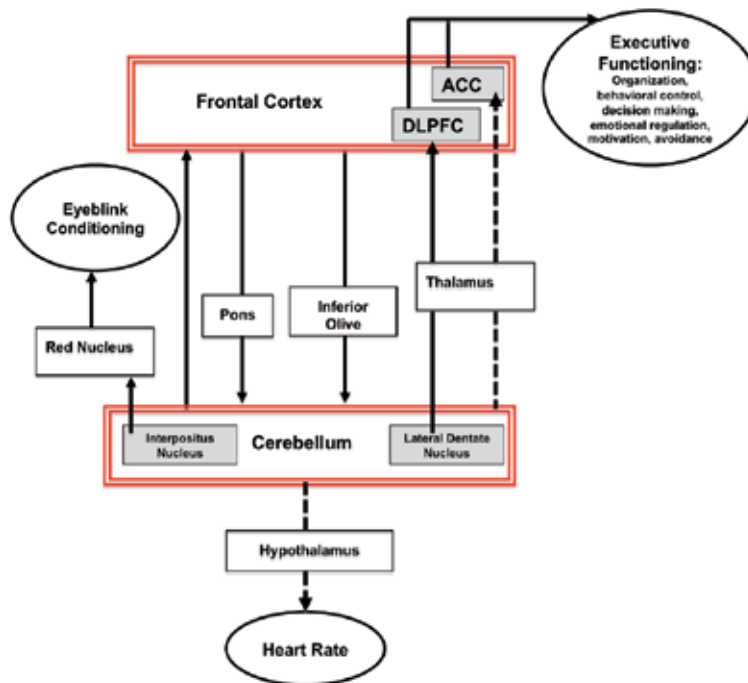 Executive
Functioning:
Organization,
behavioral control,
decision making,
emotional regulation,
motivation, avoidance
ACC
Frontal Cortex
DLPFC
Eyeblink
Conditioning
Thalamus
Pons
Inferior
Olive
Red Nucleus
Interpositus
Nucleus
Cerebellum
Lateral Dentate
Nucleus
Hypothalamus
Heart Rate